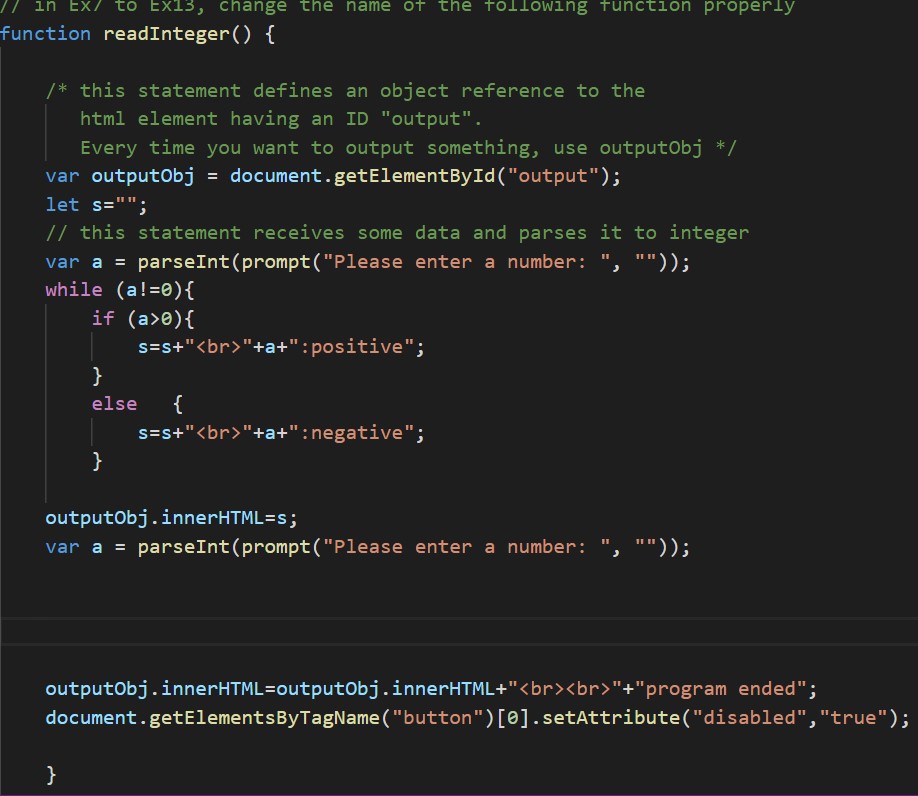 // in Ex7 to Ex13, change the name of the following function properly
function readInteger() {
/* this statement defines an object reference to the
html element having an ID "output".
Every time you want to output something, use outputObj */
var outputObj = document.getElementById("output");
let s="";
// this statement receives some data and parses it to integer
var a = parseInt(prompt("Please enter a number: ", ""));
while (a!=0){
if (a>0){
s=s+"<br>"+a+":positive";
}
else   {
s=s+"<br>"+a+":negative";
}
outputObj.innerHTML=s;
var a = parseInt(prompt("Please enter a number: ", ""));
outputObj.innerHTML=outputObj.innerHTML+"<br><br>"+"program ended";
document.getElementsByTagName("button")[0].setAttribute("disabled","true");
}